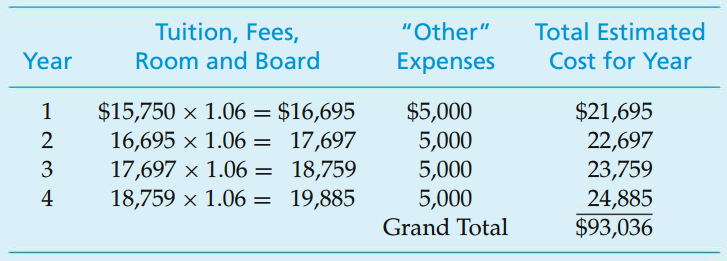 Tuition, Fees, “Other” Total Estimated
Year Room and Board Expenses Cost for Year
1 $15,750 × 1.06 = $16,695 $5,000 $21,695
2 16,695 × 1.06 = 17,697 5,000 22,697
3 17,697 × 1.06 = 18,759 5,000 23,759
4 18,759 × 1.06 = 19,885 5,000 24,885
Grand Total $93,036